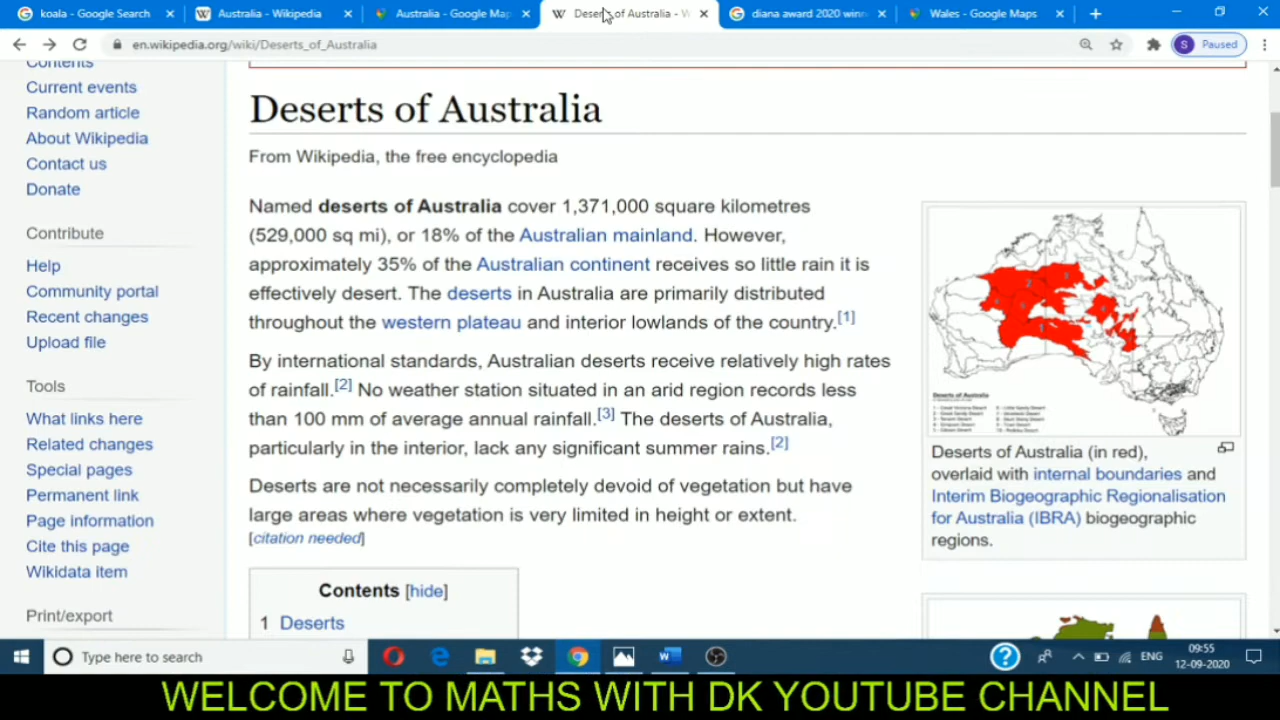 koala - Google Search
Australia - Wikipedia
Australia - Google Ma
Deserts of Australia - W
diana award 2020 winn
Wales - Google Maps
en.wikipedia.org/wiki/Deserts_of_Australia
S Paused
Contents
Current events
Random article
About Wikipedia
Contact us
Donate
Contribute
Help
Community portal
Recent changes
Upload file
Tools
What links here
Related changes
Special pages
Permanent link
Page information
Cite this page
Wikidata item
Print/export
Deserts of Australia
From Wikipedia, the free encyclopedia
Named deserts of Australia cover 1,371,000 square kilometres
(529,000 sq mi), or 18% of the Australian mainland. However,
approximately 35% of the Australian continent receives so little rain it is
effectively desert. The deserts in Australia are primarily distributed
throughout the western plateau and interior lowlands of the country.[1]
By international standards, Australian deserts receive relatively high rates
of rainfall.[2] No weather station situated in an arid region records less
than 100 mm of average annual rainfall.[3] The deserts of Australia,
particularly in the interior, lack any significant summer rains.[2]
Deserts are not necessarily completely devoid of vegetation but have
large areas where vegetation is very limited in height or extent.
[citation needed]
Contents [hide]
1 Deserts
Deserts of Australia
Deserts of Australia (in red),
overlaid with internal boundaries and
Interim Biogeographic Regionalisation
for Australia (IBRA) biogeographic
regions.
Type here to search
ENG
09:55
12-09-2020
WELCOME TO MATHS WITH DK YOUTUBE CHANNEL